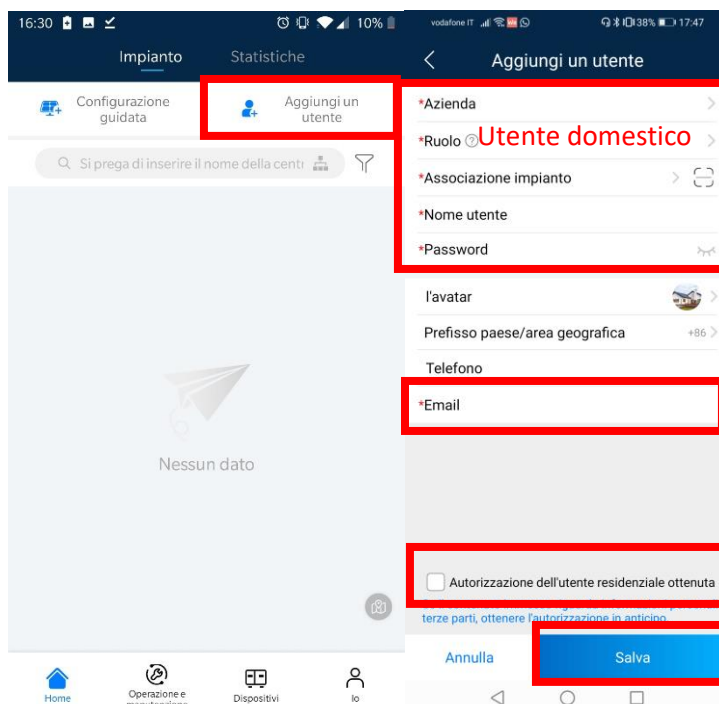 16:30
10%
Impianto
Statistiche
Configurazione
guidata
Aggiungi un
utente
Si prega di inserire il nome della centr
Nessun dato
Home
Operazione e
Dispositivi
Io
vodafone IT
38%
17:47
Aggiungi un utente
*Azienda
*Ruolo
Utente domestico
*Associazione impianto
*Nome utente
*Password
l'avatar
Prefisso paese/area geografica
+86
Telefono
*Email
Autorizzazione dell'utente residenziale ottenuta
terze parti, ottenere l'autorizzazione in anticipo.
Annulla
Salva